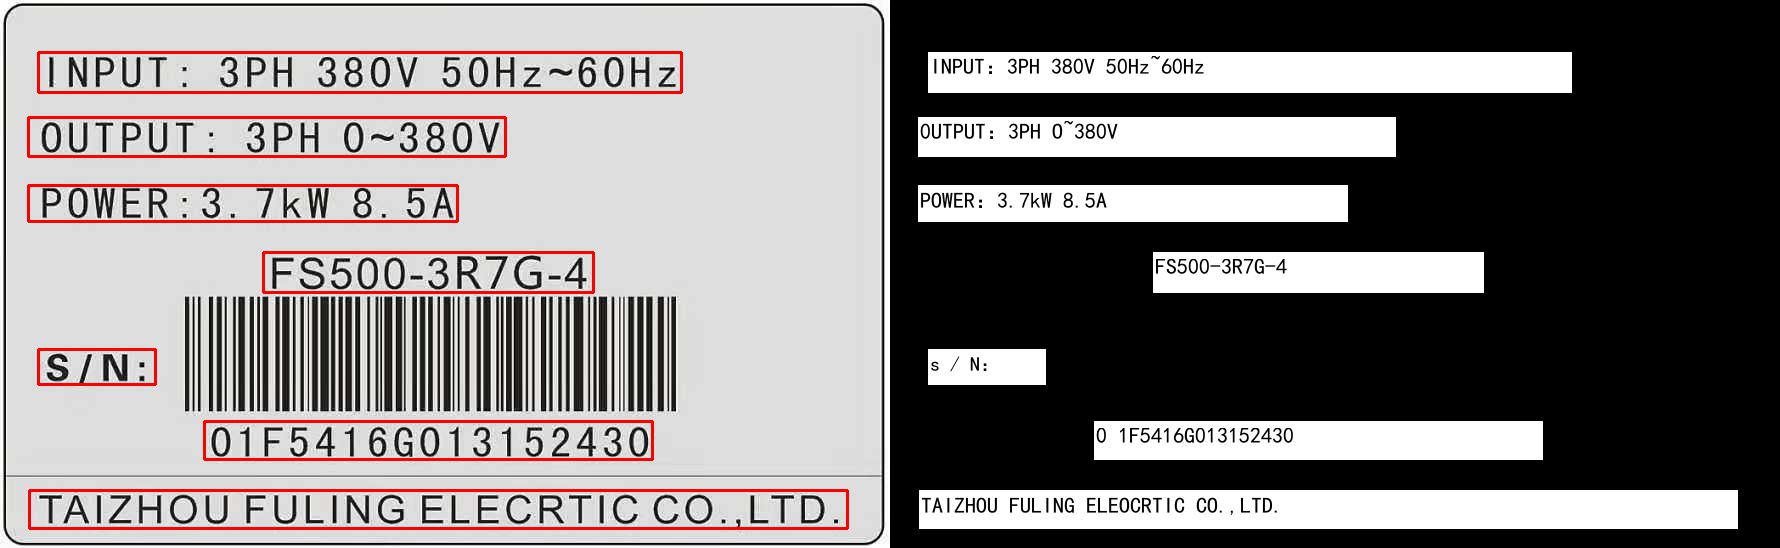 INPUT: 3PH 380V 50Hz~60Hz
OUTPUT: 3PH 0~380V
POWER:3.7kW 8.5A
FS500-3R7G-4
S/N:
01F5416G013152430
TAIZHOU FULING ELECRTIC CO.,LTD.
INPUT: 3PH 380V 50Hz~60Hz
OUTPUT: 3PH 0~380V
POWER: 3.7kW 8.5A
FS500-3R7G-4
s / N:
0 1F5416G013152430
TAIZHOU FULING ELEOCRTIC CO.,LTD.